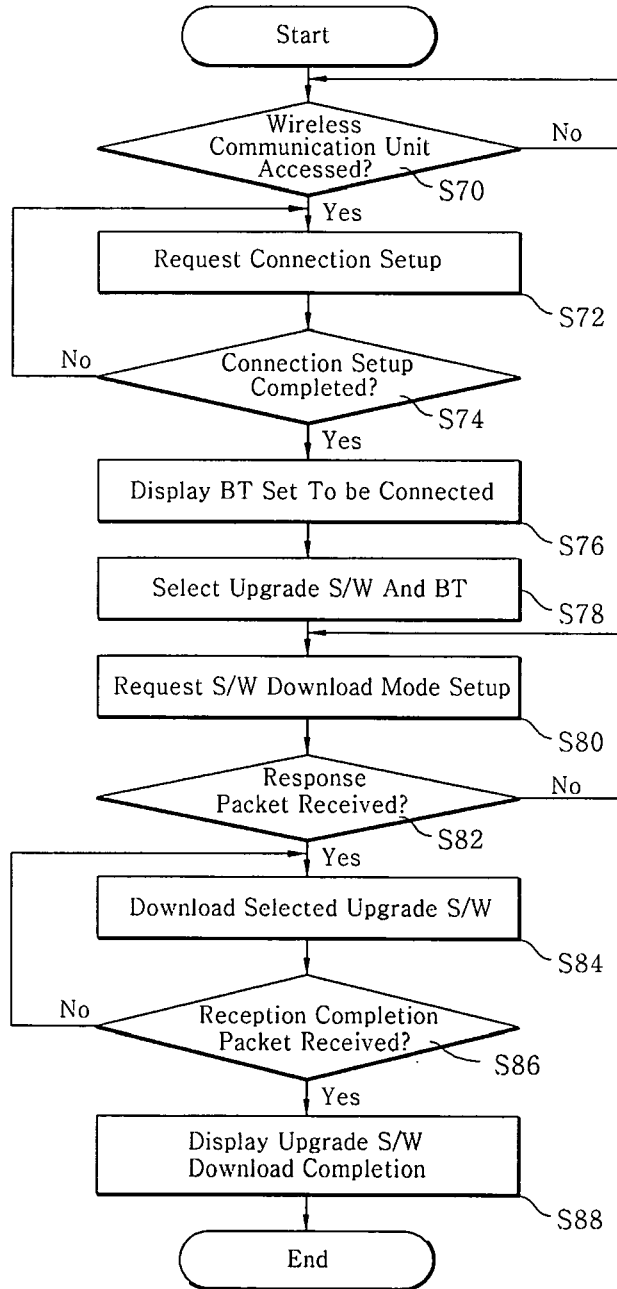 Start
Wireless
Communication Unit
Accessed?
No
S70
Yes
Request Connection Setup
S72
No
Connection Setup
Completed?
S74
Yes
Display BT Set To be Connected
S76
Select Upgrade S/W And BT
S78
Request S/W Download Mode Setup
S80
Response
Packet Received?
No
S82
Yes
Download Selected Upgrade S/W
S84
No
Reception Completion
Packet Received?
S86
Yes
Display Upgrade S/W
Download Completion
S88
End